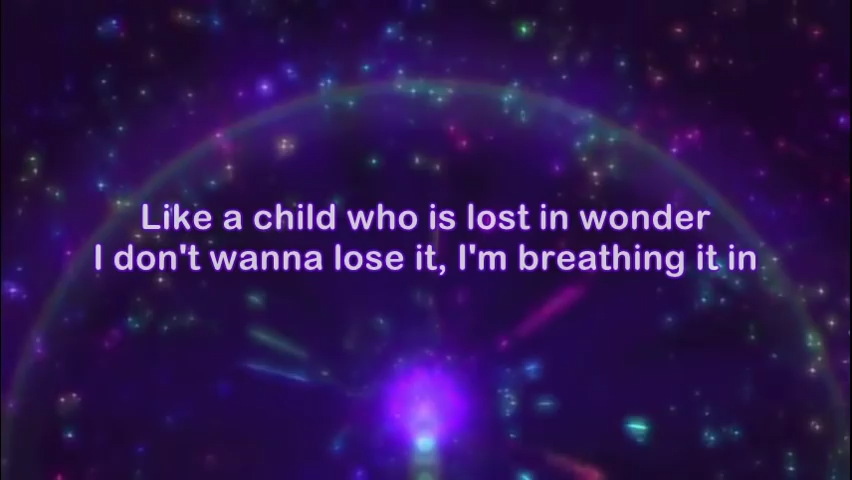 Like a child who is lost in wonder
I don't wanna lose it, I'm breathing it in